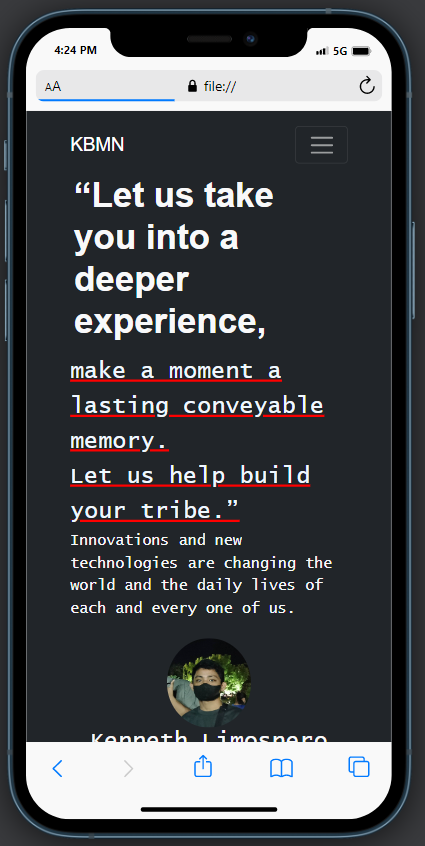 4:24 PM
5G
AA
file://
KBMN
“Let us take
you into a
deeper
experience,
make a moment a
lasting conveyable
memory.
Let us help build
your tribe.”
Innovations and new
technologies are changing the
world and the daily lives of
each and every one of us.
Kenneth Limosnero